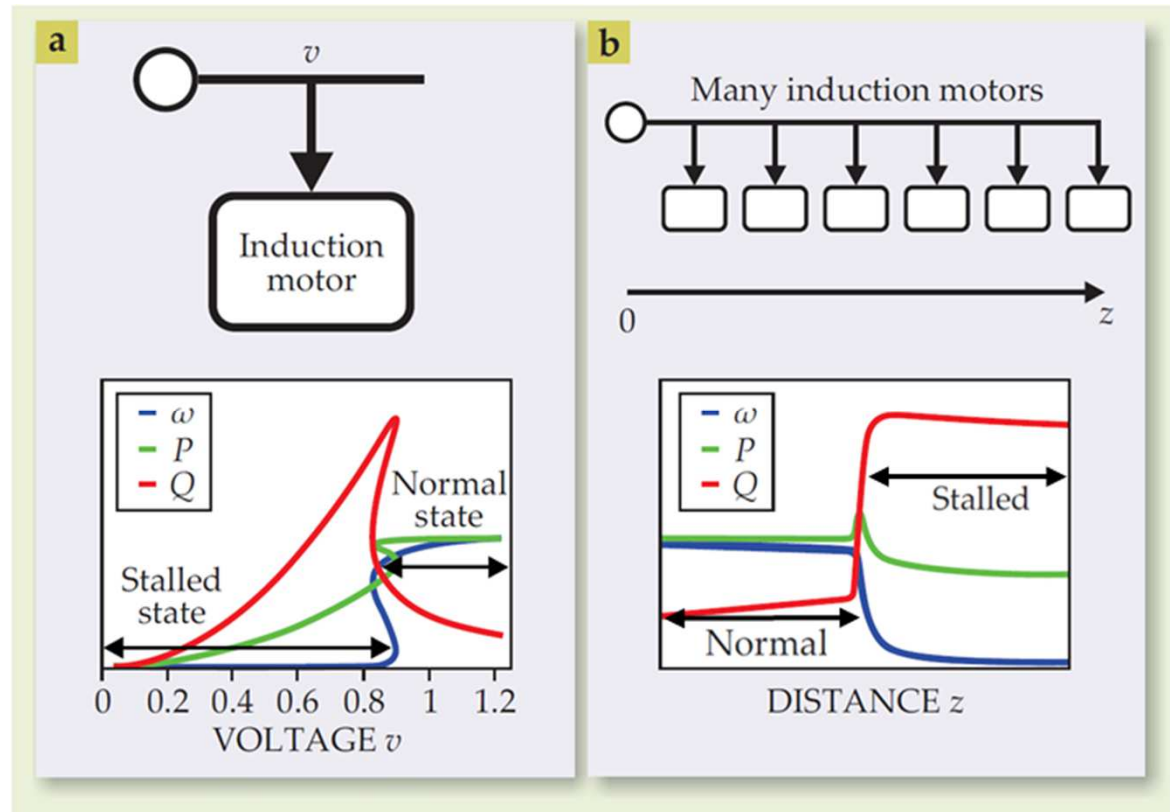 a
v
Induction
motor
ω
P
Q
Normal
state
Stalled
state
0 0.2 0.4 0.6 0.8 1 1.2
VOLTAGE v
b
Many induction motors
0 z
ω
P
Q
Stalled
Normal
DISTANCE z